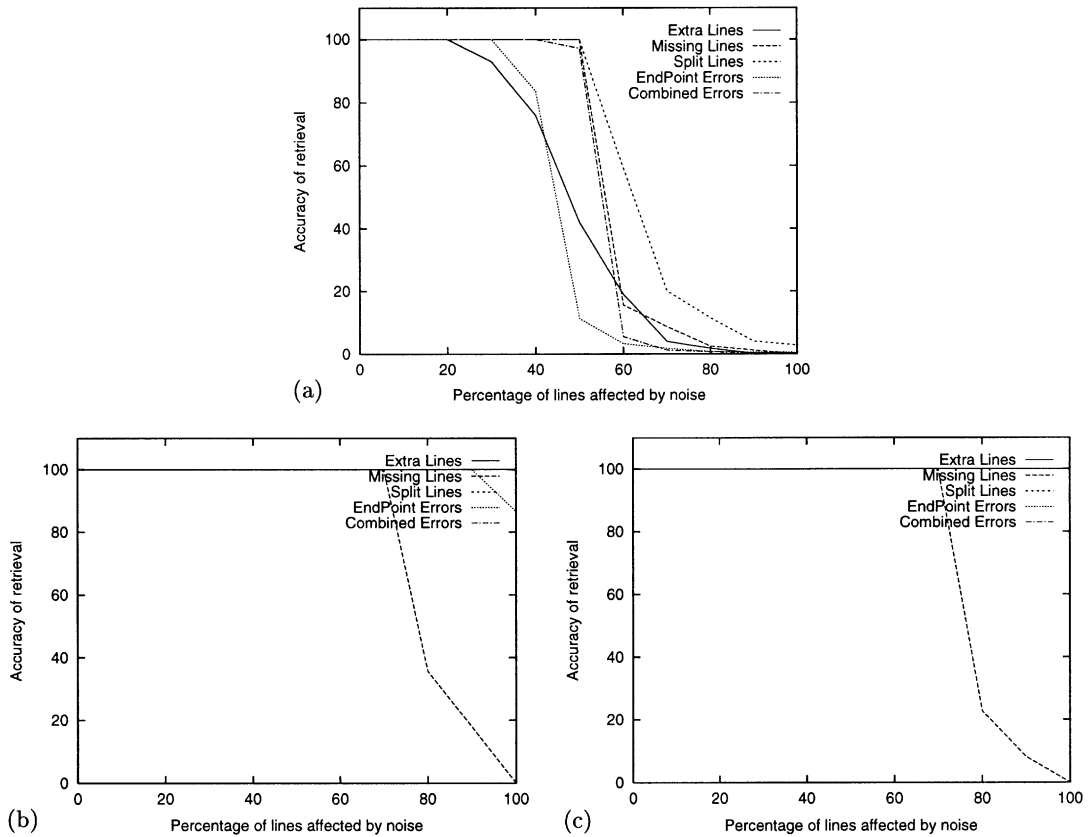 Extra Lines
Missing Lines
Split Lines
EndPoint Errors
Combined Errors
100
80
60
40
20
0
Accuracy of retrieval
0 20 40 60 80 100
Percentage of lines affected by noise
(a)
Extra Lines
Missing Lines
Split Lines
EndPoint Errors
Combined Errors
100
80
60
40
20
0
Accuracy of retrieval
0 20 40 60 80 100
Percentage of lines affected by noise
(b)
Extra Lines
Missing Lines
Split Lines
EndPoint Errors
Combined Errors
100
80
60
40
20
0
Accuracy of retrieval
0 20 40 60 80 100
Percentage of lines affected by noise
(c)